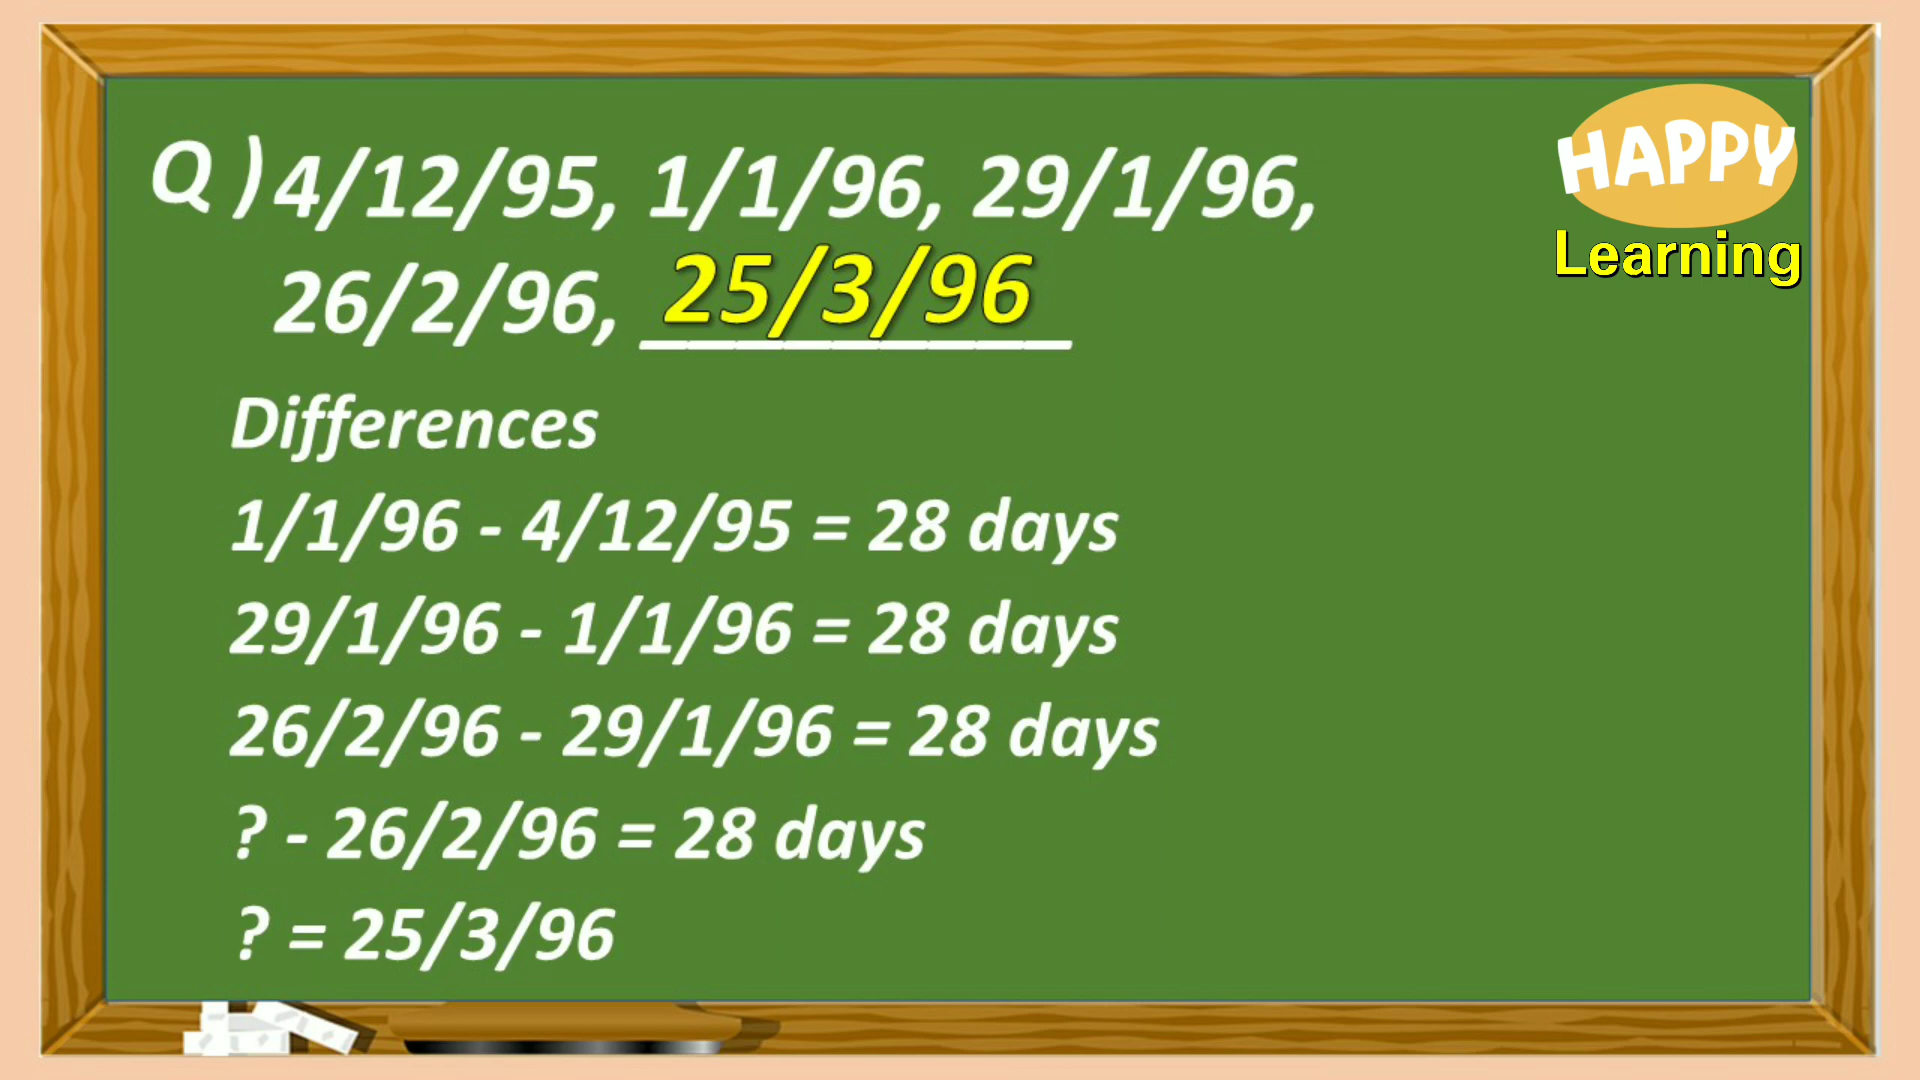 Q ) 4/12/95, 1/1/96, 29/1/96,
26/2/96, 25/3/96
HAPPY
Learning
Differences
1/1/96 - 4/12/95 = 28 days
29/1/96 - 1/1/96 = 28 days
26/2/96 - 29/1/96 = 28 days
? - 26/2/96 = 28 days
? = 25/3/96